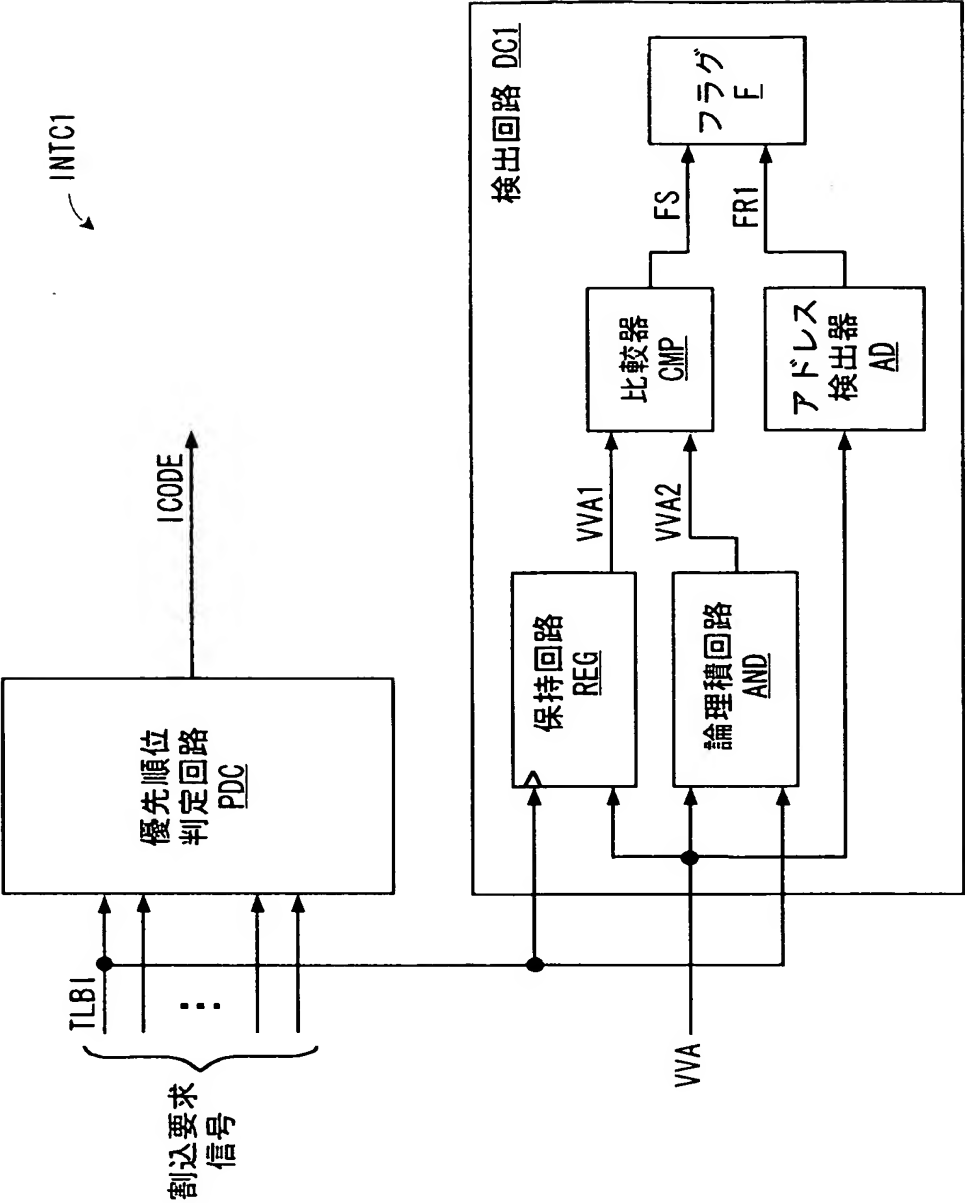 INTC1
割込要求
信号
TLBI
...
優先順位
判定回路
PDC
ICODE
検出回路 DC1
VVA
保持回路
REG
論理積回路
AND
VVA1
VVA2
比較器
CMP
アドレス
検出器
AD
FS
FR1
フラグ
F